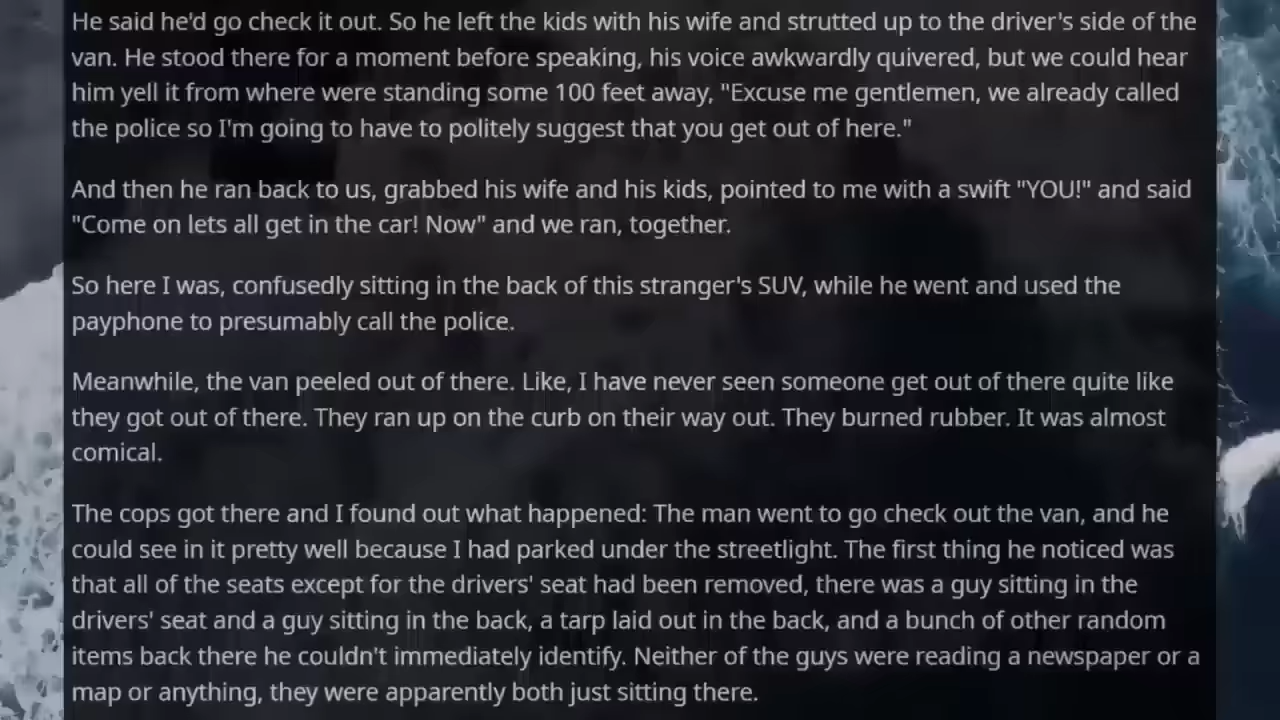 He said he'd go check it out. So he left the kids with his wife and strutted up to the driver's side of the
van. He stood there for a moment before speaking, his voice awkwardly quivered, but we could hear
him yell it from where were standing some 100 feet away, "Excuse me gentlemen, we already called
the police so I'm going to have to politely suggest that you get out of here."
And then he ran back to us, grabbed his wife and his kids, pointed to me with a swift "YOU!" and said
"Come on lets all get in the car! Now" and we ran, together.
So here I was, confusedly sitting in the back of this stranger's SUV, while he went and used the
payphone to presumably call the police.
Meanwhile, the van peeled out of there. Like, I have never seen someone get out of there quite like
they got out of there. They ran up on the curb on their way out. They burned rubber. It was almost
comical.
The cops got there and I found out what happened: The man went to go check out the van, and he
could see in it pretty well because I had parked under the streetlight. The first thing he noticed was
that all of the seats except for the drivers' seat had been removed, there was a guy sitting in the
drivers' seat and a guy sitting in the back, a tarp laid out in the back, and a bunch of other random
items back there he couldn't immediately identify. Neither of the guys were reading a newspaper or a
map or anything, they were apparently both just sitting there.